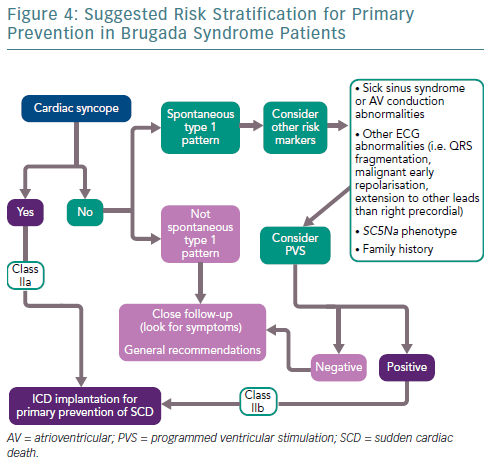 Figure 4: Suggested Risk Stratification for Primary
Prevention in Brugada Syndrome Patients
Cardiac syncope
Spontaneous
type 1
pattern
Consider
other risk
markers
• Sick sinus syndrome
or AV conduction
abnormalities
• Other ECG
abnormalities (i.e. QRS
fragmentation,
malignant early
repolarisation,
extension to other leads
than right precordial)
• SC5Na phenotype
• Family history
Yes
No
Not
spontaneous
type 1
pattern
Consider
PVS
Class
IIa
Close follow-up
(look for symptoms)
General recommendations
Negative
Positive
ICD implantation for
primary prevention of SCD
Class
IIb
AV = atrioventricular; PVS = programmed ventricular stimulation; SCD = sudden cardiac
death.